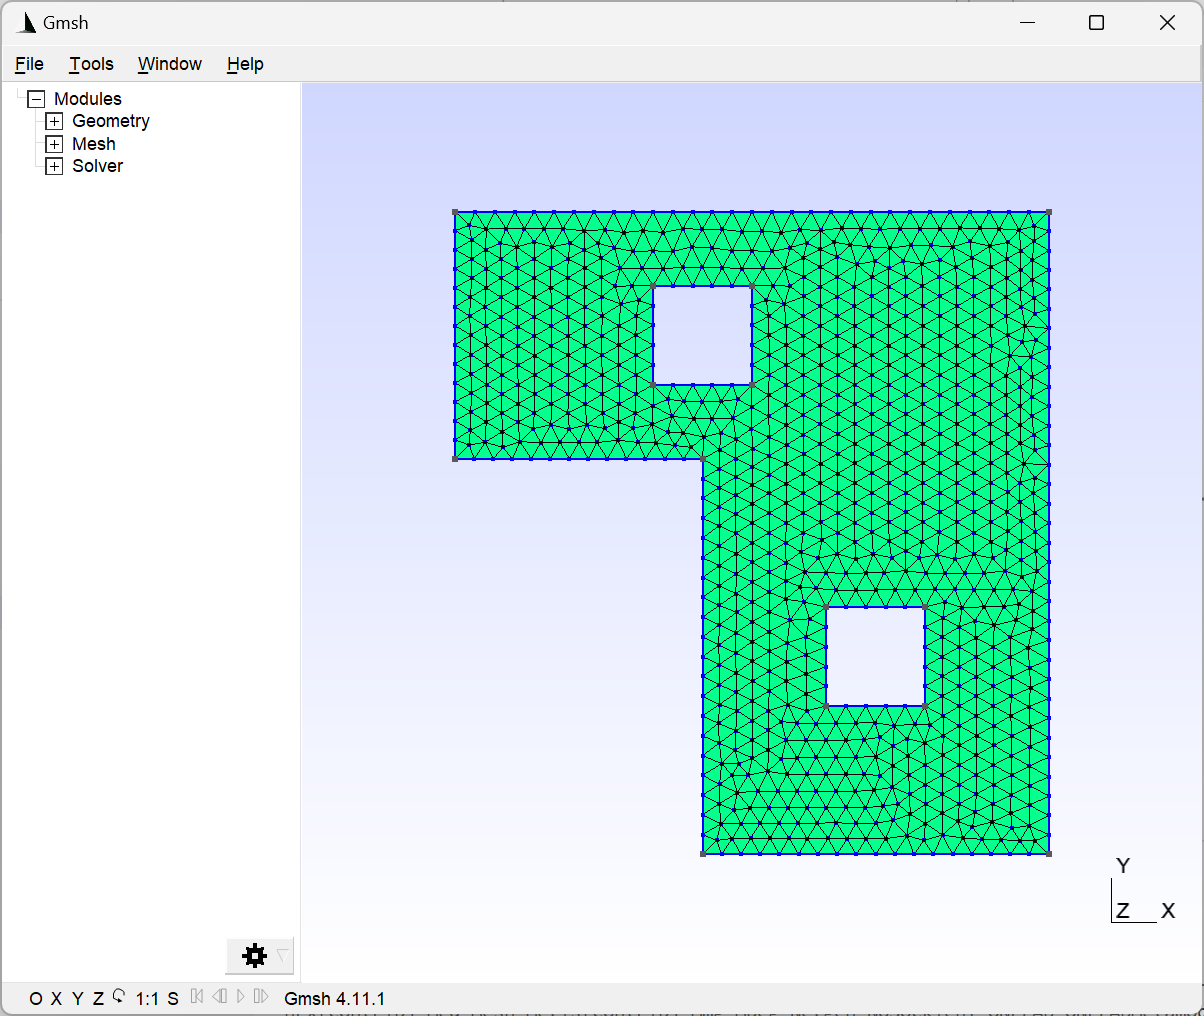 Gmsh
File Tools Window Help
Modules
Geometry
Mesh
Solver
Y
Z X
O X Y Z 1:1 S Gmsh 4.11.1